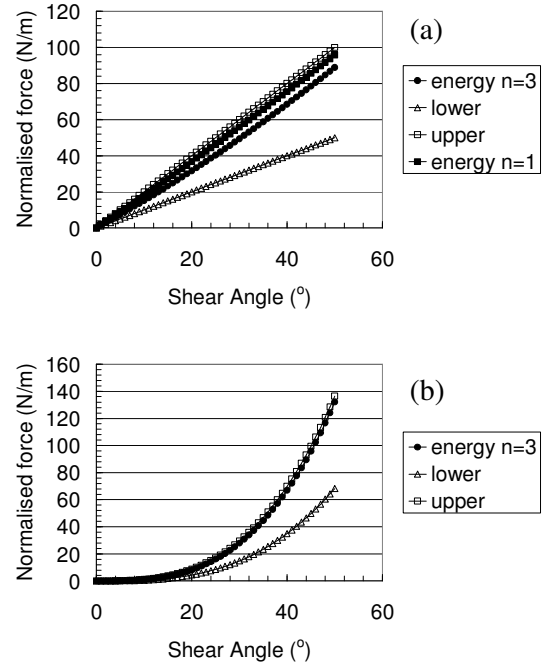 (a)
Normalised force (N/m)
120
100
80
60
40
20
0
0 20 40 60
Shear Angle (°)
energy n=3
lower
upper
energy n=1
(b)
Normalised force (N/m)
160
140
120
100
80
60
40
20
0
0 20 40 60
Shear Angle (°)
energy n=3
lower
upper